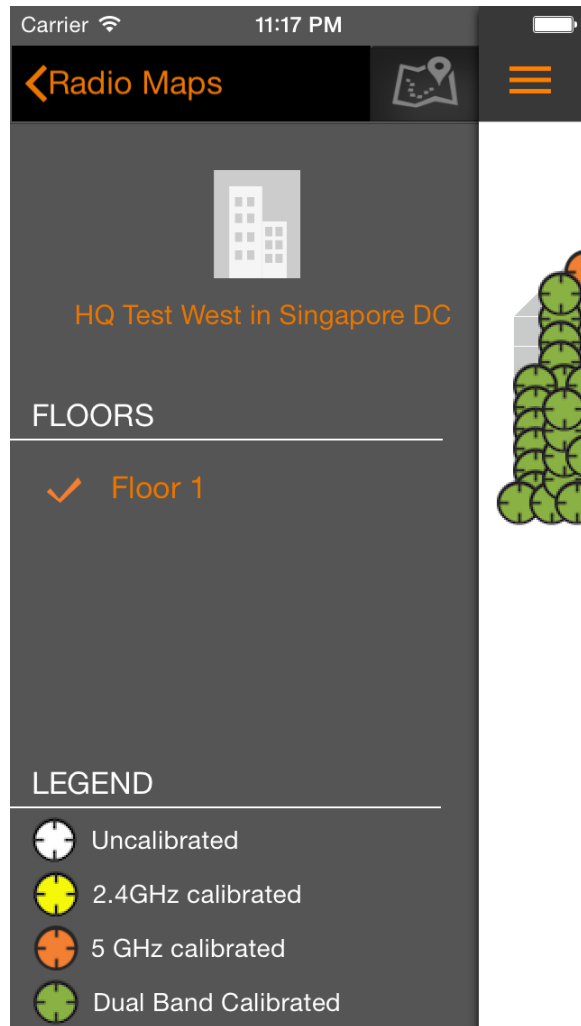 Carrier 11:17 PM
Radio Maps
HQ Test West in Singapore DC
FLOORS
Floor 1
LEGEND
Uncalibrated
2.4GHz calibrated
5 GHz calibrated
Dual Band Calibrated